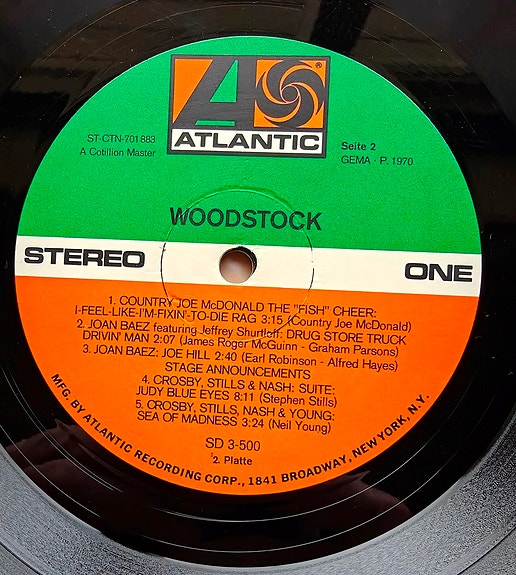 ATLANTIC
®
ST-CTN-701 883
A Cotillion Master
Seite 2
GEMA · P. 1970
WOODSTOCK
STEREO
ONE
1. COUNTRY JOE McDONALD THE "FISH" CHEER:
I-FEEL-LIKE-I'M-FIXIN'-TO-DIE RAG 3:15 (Country Joe McDonald)
2. JOAN BAEZ featuring Jeffrey Shurtloff: DRUG STORE TRUCK
DRIVIN' MAN 2:07 (James Roger McGuinn - Graham Parsons)
3. JOAN BAEZ: JOE HILL 2:40 (Earl Robinson - Alfred Hayes)
STAGE ANNOUNCEMENTS
4. CROSBY, STILLS & NASH: SUITE:
JUDY BLUE EYES 8:11 (Stephen Stills)
5. CROSBY, STILLS, NASH & YOUNG:
SEA OF MADNESS 3:24 (Neil Young)
SD 3-500
2. Platte
MFG. BY ATLANTIC RECORDING CORP., 1841 BROADWAY, NEW YORK, N.Y.